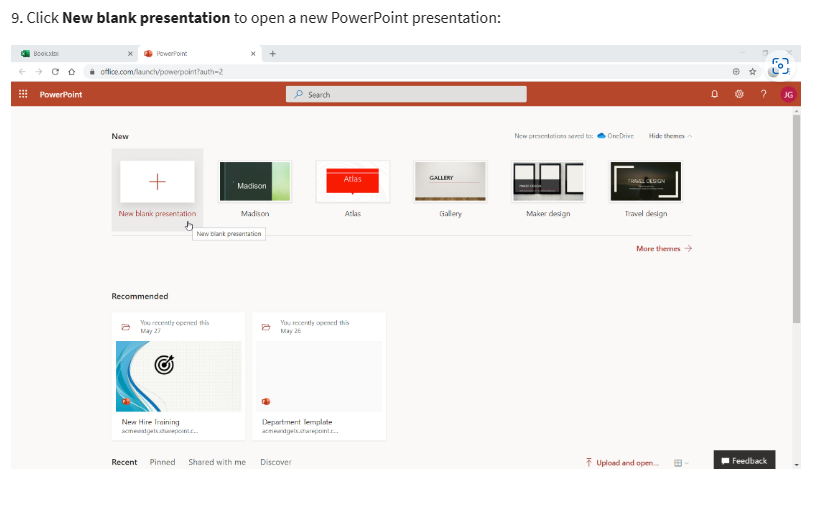 9. Click New blank presentation to open a new PowerPoint presentation:
Book.xlsx
PowerPoint
office.com/launch/powerpoint?auth=2
PowerPoint
Search
JG
New
New presentations saved to: OneDrive
Hide themes
Madison
Atlas
GALLERY
MAKER DESIGN
TRAVEL DESIGN
New blank presentation
Madison
Atlas
Gallery
Maker design
Travel design
New blank presentation
More themes
Recommended
You recently opened this
May 27
You recently opened this
May 26
New Hire Training
acmewidgets.sharepoint.c...
Department Template
acmewidgets.sharepoint.c...
Recent Pinned Shared with me Discover
Upload and open...
Feedback